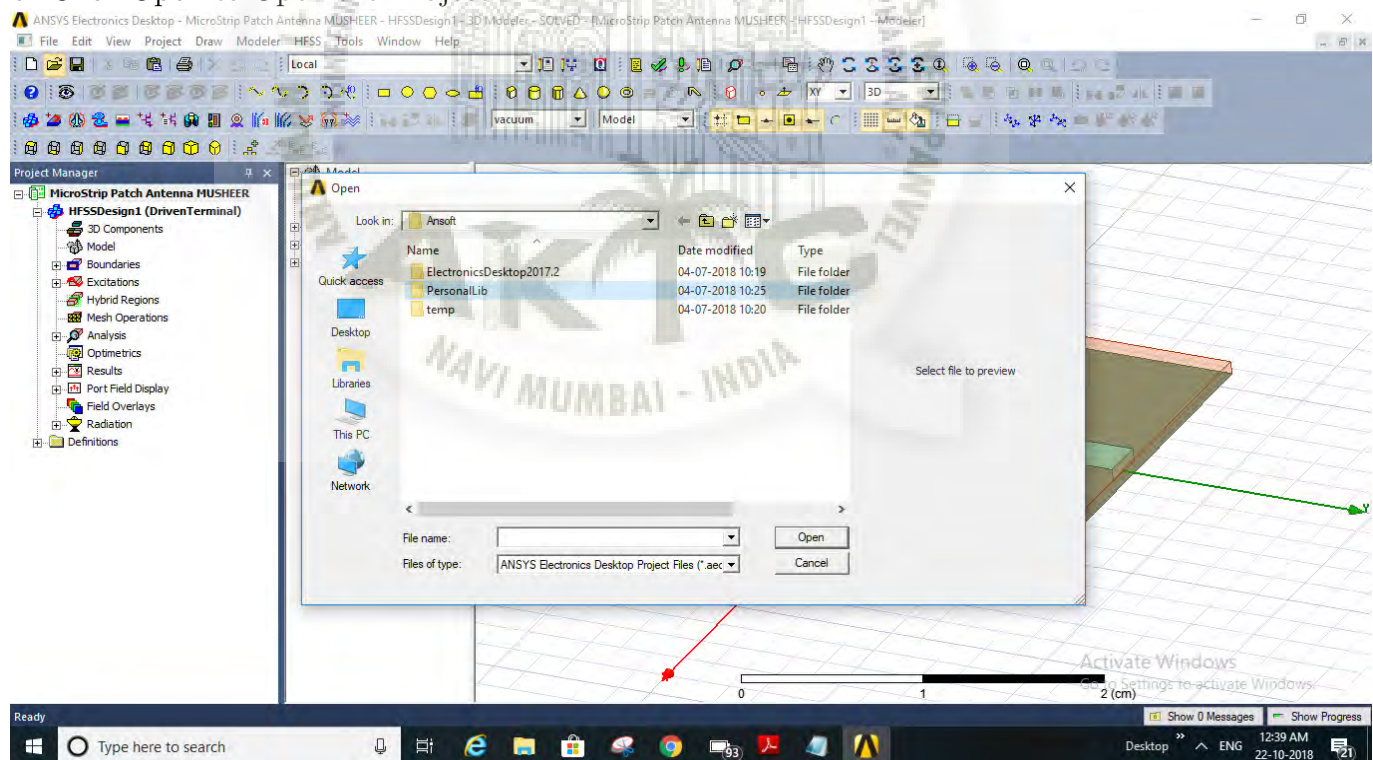 ANSYS Electronics Desktop - MicroStrip Patch Antenna MUSHEER - HFSSDesign1 - 3D Modeler - SOLVED - [MicroStrip Patch Antenna MUSHEER - HFSSDesign1 - Modeler]
File Edit View Project Draw Modeler HFSS Tools Window Help
Local
XY 3D
vacuum Model
Project Manager
Model
MicroStrip Patch Antenna MUSHEER
HFSSDesign1 (DrivenTerminal)
3D Components
Model
Boundaries
Excitations
Hybrid Regions
Mesh Operations
Analysis
Optimetrics
Results
Port Field Display
Field Overlays
Radiation
Definitions
Open
Look in: Ansoft
Quick access
Desktop
Libraries
This PC
Network
Name Date modified Type
ElectronicsDesktop2017.2 04-07-2018 10:19 File folder
PersonalLib 04-07-2018 10:25 File folder
temp 04-07-2018 10:20 File folder
Select file to preview
File name: Open
Files of type: ANSYS Electronics Desktop Project Files (*.aec Cancel
AKTC
NAVI MUMBAI - INDIA
PANVEL
Y
0 1 2 (cm)
Activate Windows
Go to Settings to activate Windows.
Ready
Show 0 Messages Show Progress
Type here to search
93
Desktop ENG 12:39 AM
22-10-2018
21